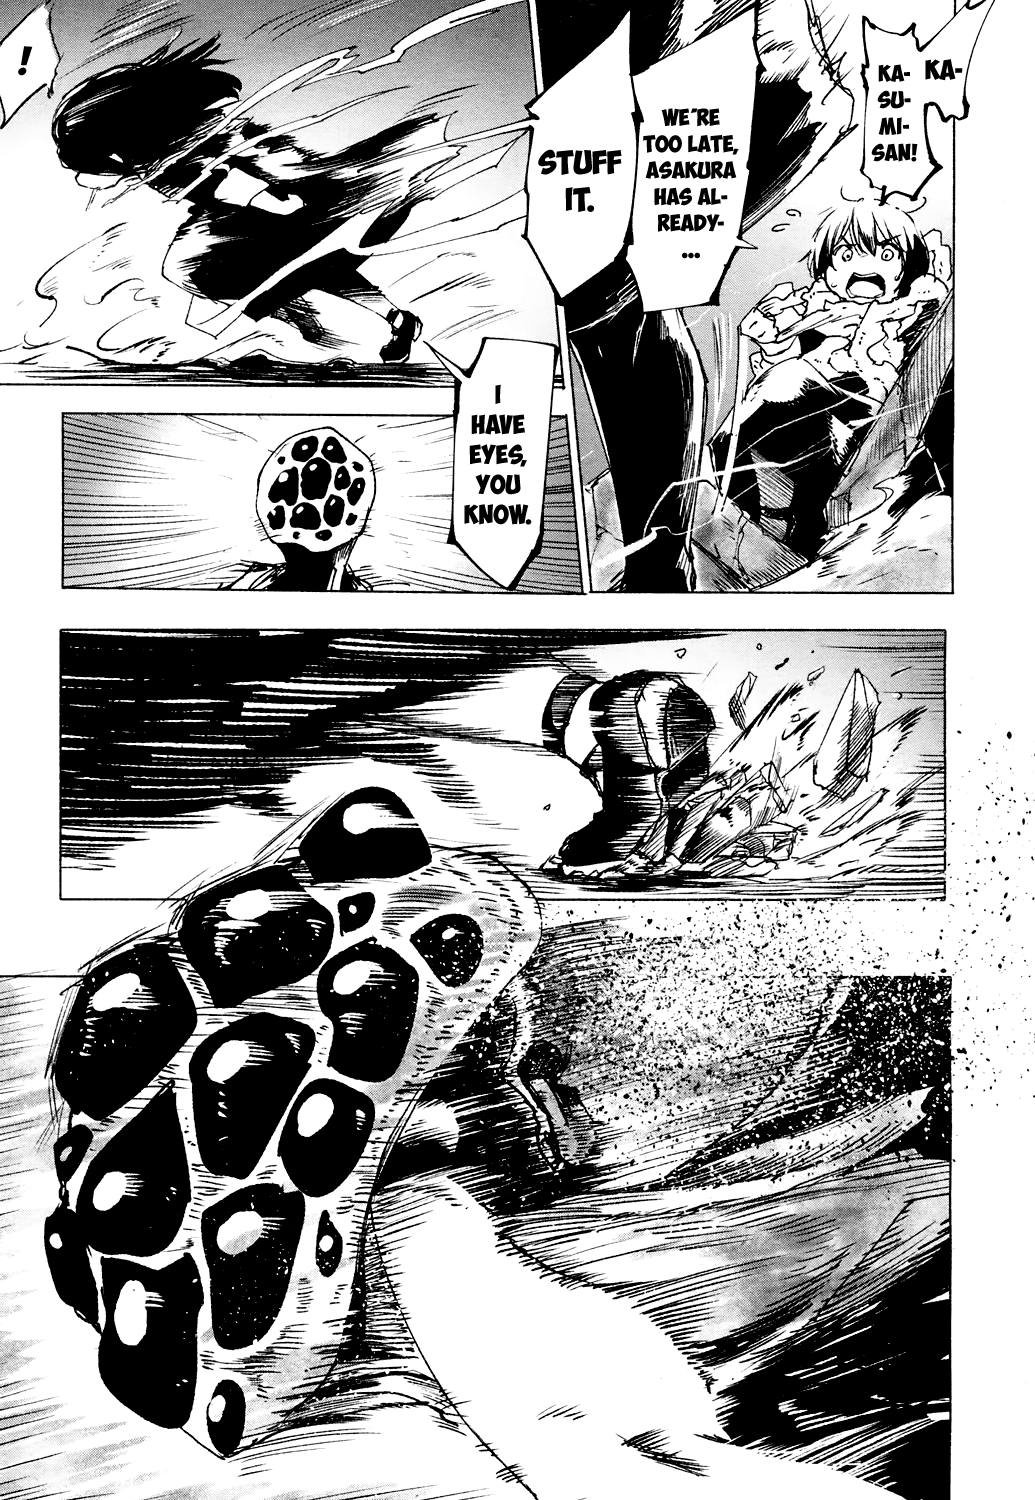 KA-
KA-
SU-
MI-
SAN!
WE'RE
TOO LATE,
ASAKURA
HAS AL-
READY-
...
STUFF
IT.
!
I
HAVE
EYES,
YOU
KNOW.